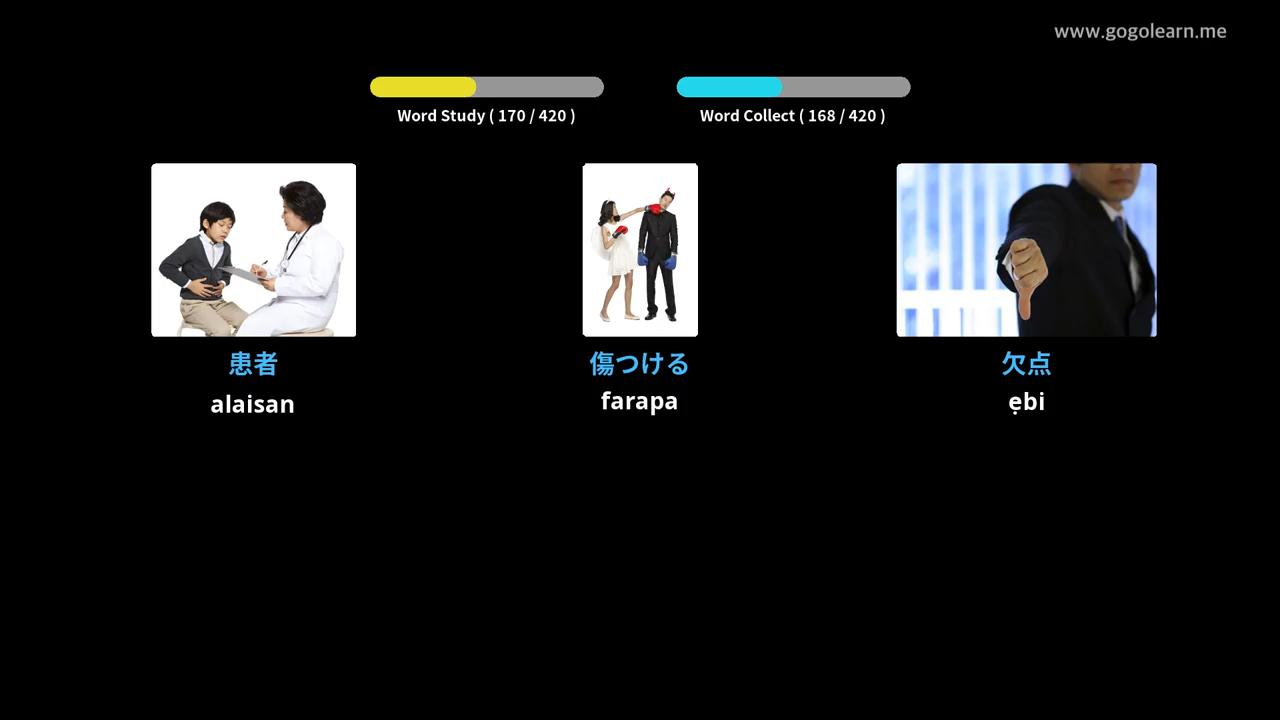 www.gogolearn.me
Word Study ( 170 / 420 )
Word Collect ( 168 / 420 )
患者
傷つける
欠点
alaisan
farapa
ẹbi